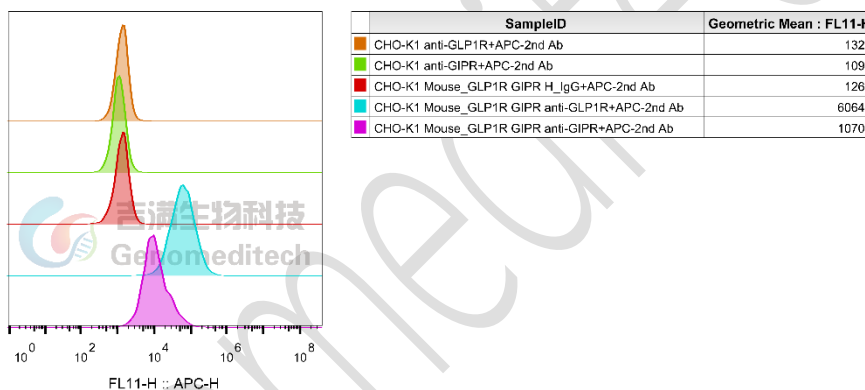 SampleID Geometric Mean : FL11-H
CHO-K1 anti-GLP1R+APC-2nd Ab 132
CHO-K1 anti-GIPR+APC-2nd Ab 109
CHO-K1 Mouse_GLP1R GIPR H_IgG+APC-2nd Ab 126
CHO-K1 Mouse_GLP1R GIPR anti-GLP1R+APC-2nd Ab 6064
CHO-K1 Mouse_GLP1R GIPR anti-GIPR+APC-2nd Ab 1070
吉满生物科技
Genomeditech
10^0 10^2 10^4 10^6 10^8
FL11-H :: APC-H